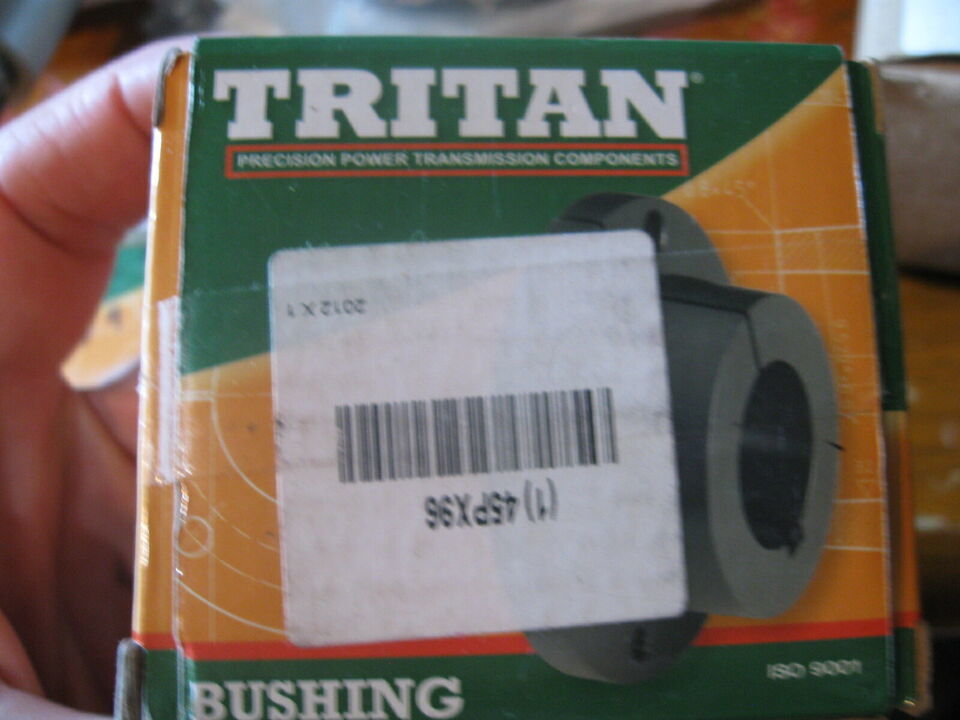 TRITAN
PRECISION POWER TRANSMISSION COMPONENTS
2012 X 1
(1) 45PX96
BUSHING
ISO 9001